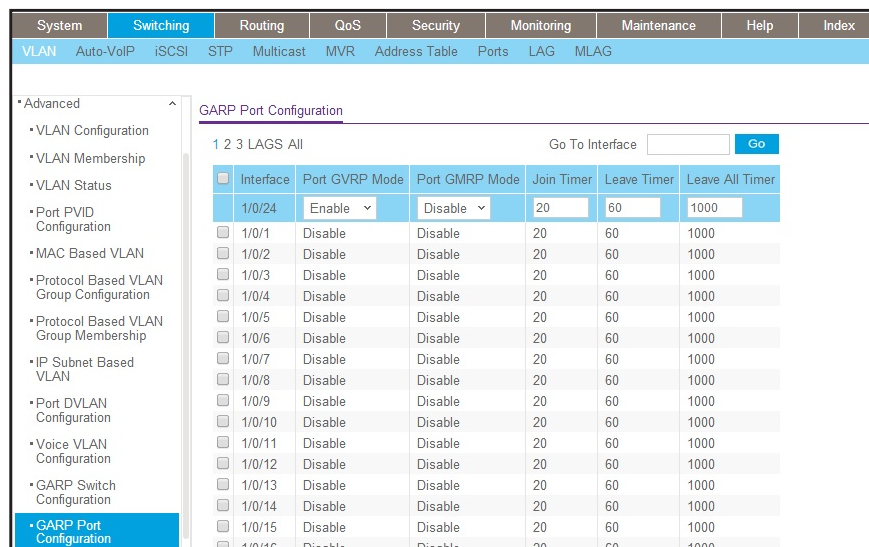 System Switching Routing QoS Security Monitoring Maintenance Help Index
VLAN Auto-VoIP iSCSI STP Multicast MVR Address Table Ports LAG MLAG
Advanced
VLAN Configuration
VLAN Membership
VLAN Status
Port PVID
Configuration
MAC Based VLAN
Protocol Based VLAN
Group Configuration
Protocol Based VLAN
Group Membership
IP Subnet Based
VLAN
Port DVLAN
Configuration
Voice VLAN
Configuration
GARP Switch
Configuration
GARP Port
Configuration
GARP Port Configuration
1 2 3 LAGS All Go To Interface Go
Interface Port GVRP Mode Port GMRP Mode Join Timer Leave Timer Leave All Timer
1/0/24 Enable Disable 20 60 1000
1/0/1 Disable Disable 20 60 1000
1/0/2 Disable Disable 20 60 1000
1/0/3 Disable Disable 20 60 1000
1/0/4 Disable Disable 20 60 1000
1/0/5 Disable Disable 20 60 1000
1/0/6 Disable Disable 20 60 1000
1/0/7 Disable Disable 20 60 1000
1/0/8 Disable Disable 20 60 1000
1/0/9 Disable Disable 20 60 1000
1/0/10 Disable Disable 20 60 1000
1/0/11 Disable Disable 20 60 1000
1/0/12 Disable Disable 20 60 1000
1/0/13 Disable Disable 20 60 1000
1/0/14 Disable Disable 20 60 1000
1/0/15 Disable Disable 20 60 1000
1/0/16 Disable Disable 20 60 1000